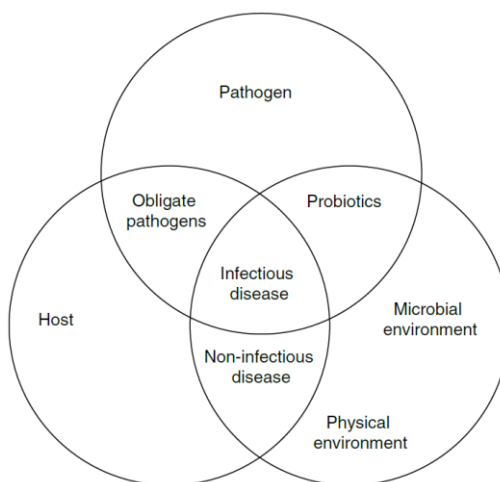 Pathogen
Obligate
pathogens
Probiotics
Infectious
disease
Host
Microbial
environment
Non-infectious
disease
Physical
environment